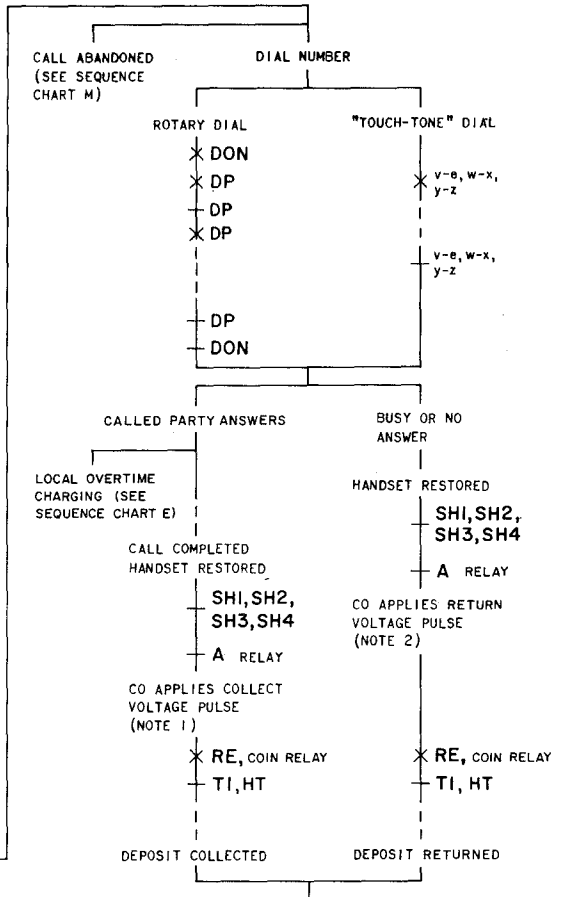 CALL ABANDONED
(SEE SEQUENCE
CHART M)
DIAL NUMBER
ROTARY DIAL
DON
DP
DP
DP
DP
DON
"TOUCH-TONE" DIAL
v-e, w-x,
y-z
v-e, w-x,
y-z
CALLED PARTY ANSWERS
LOCAL OVERTIME
CHARGING (SEE
SEQUENCE CHART E)
CALL COMPLETED
HANDSET RESTORED
SH1, SH2,
SH3, SH4
A RELAY
CO APPLIES COLLECT
VOLTAGE PULSE
(NOTE 1)
RE, COIN RELAY
T1, HT
DEPOSIT COLLECTED
BUSY OR NO
ANSWER
HANDSET RESTORED
SH1, SH2,
SH3, SH4
A RELAY
CO APPLIES RETURN
VOLTAGE PULSE
(NOTE 2)
RE, COIN RELAY
T1, HT
DEPOSIT RETURNED